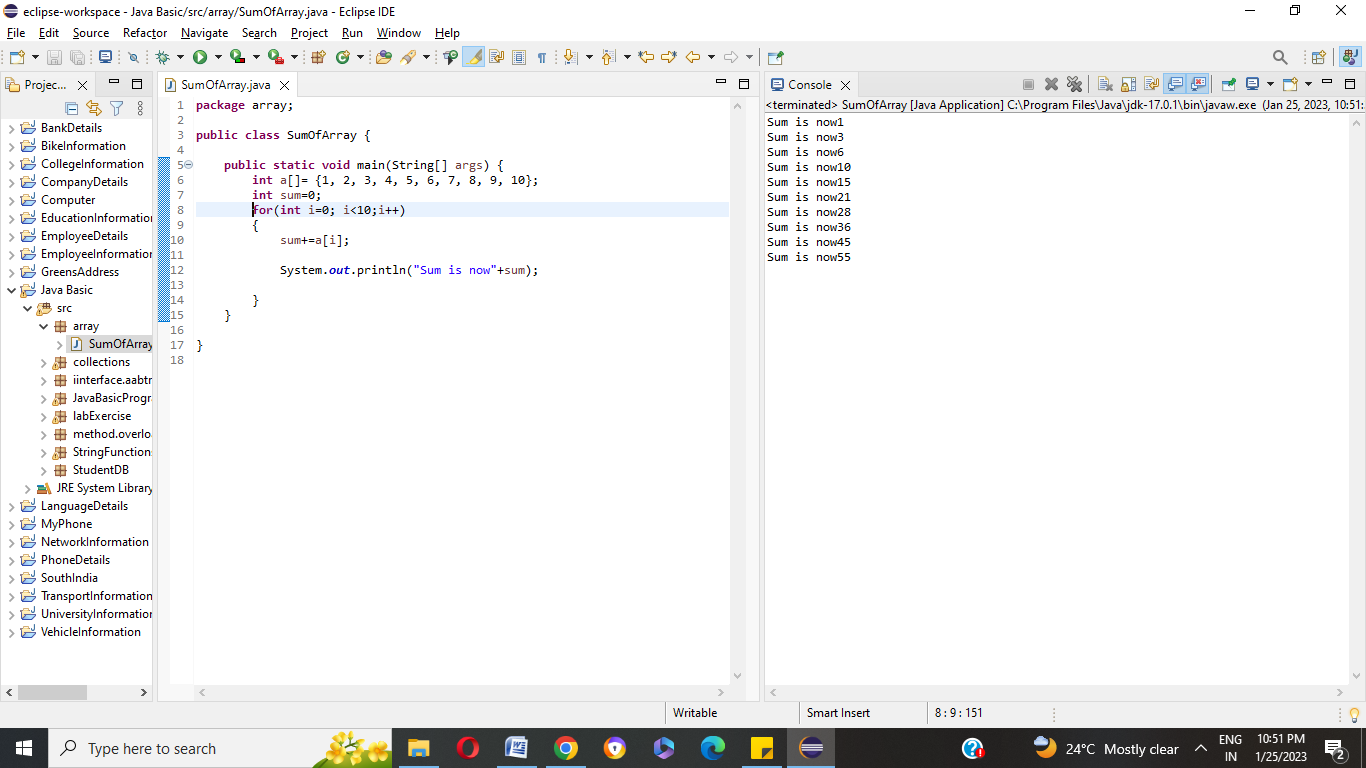 eclipse-workspace - Java Basic/src/array/SumOfArray.java - Eclipse IDE
File Edit Source Refactor Navigate Search Project Run Window Help
Projec...
BankDetails
BikeInformation
CollegeInformation
CompanyDetails
Computer
EducationInformation
EmployeeDetails
EmployeeInformation
GreensAddress
Java Basic
src
array
SumOfArray
collections
iinterface.aabtr
JavaBasicProgr
labExercise
method.overlo
StringFunction
StudentDB
JRE System Library
LanguageDetails
MyPhone
NetworkInformation
PhoneDetails
SouthIndia
TransportInformation
UniversityInformation
VehicleInformation
SumOfArray.java
1 package array;
2
3 public class SumOfArray {
4
5 public static void main(String[] args) {
6 int a[]= {1, 2, 3, 4, 5, 6, 7, 8, 9, 10};
7 int sum=0;
8 for(int i=0; i<10;i++)
9 {
10 sum+=a[i];
11
12 System.out.println("Sum is now"+sum);
13
14 }
15 }
16
17 }
18
Console
<terminated> SumOfArray [Java Application] C:\Program Files\Java\jdk-17.0.1\bin\javaw.exe (Jan 25, 2023, 10:51:
Sum is now1
Sum is now3
Sum is now6
Sum is now10
Sum is now15
Sum is now21
Sum is now28
Sum is now36
Sum is now45
Sum is now55
Writable Smart Insert 8 : 9 : 151
Type here to search
24°C Mostly clear
ENG
IN
10:51 PM
1/25/2023
2